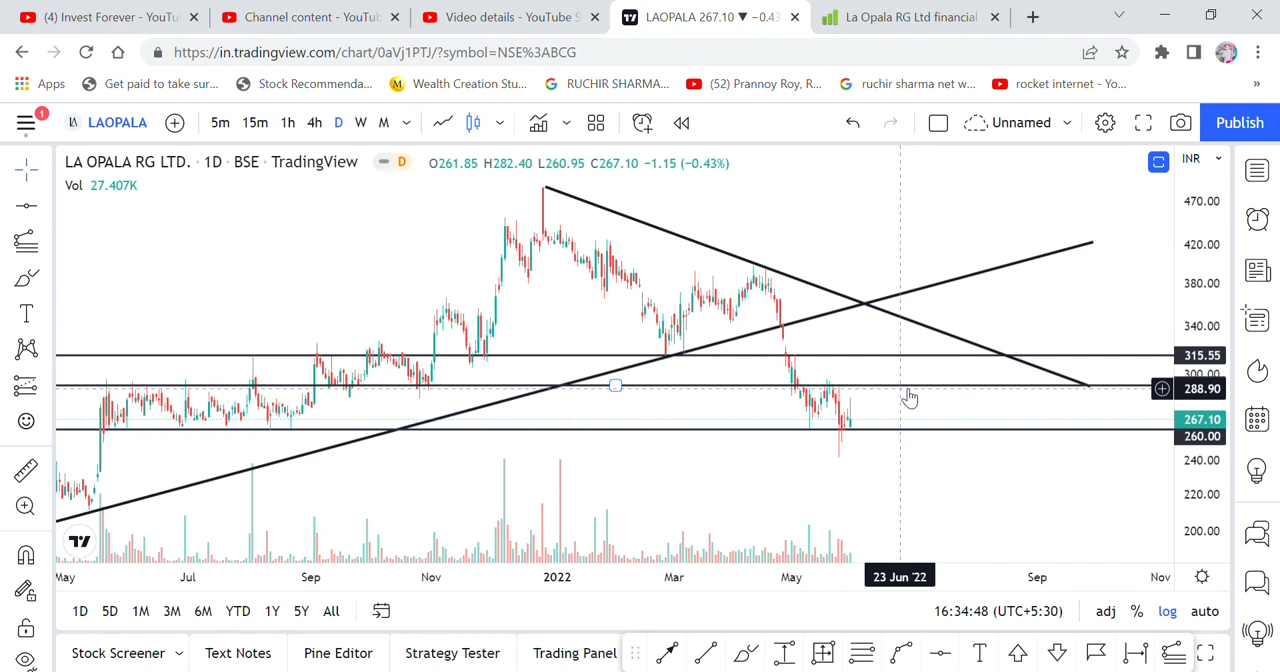 (4) Invest Forever - YouTu
Channel content - YouTub
Video details - YouTube S
LAOPALA 267.10 ▼ −0.43
La Opala RG Ltd financial
https://in.tradingview.com/chart/0aVj1PTJ/?symbol=NSE%3ABCG
Apps
Get paid to take sur...
Stock Recommenda...
M Wealth Creation Stu...
RUCHIR SHARMA...
(52) Prannoy Roy, R...
ruchir sharma net w...
rocket internet - Yo...
»
1
LAOPALA
5m 15m 1h 4h D W M
Unnamed
Publish
LA OPALA RG LTD. · 1D · BSE · TradingView
D
O261.85 H282.40 L260.95 C267.10 −1.15 (−0.43%)
INR
Vol 27.407K
470.00
420.00
380.00
340.00
315.55
300.00
288.90
267.10
260.00
240.00
220.00
200.00
May Jul Sep Nov 2022 Mar May 23 Jun '22 Sep Nov
1D 5D 1M 3M 6M YTD 1Y 5Y All
16:34:48 (UTC+5:30)
adj % log auto
Stock Screener
Text Notes
Pine Editor
Strategy Tester
Trading Panel